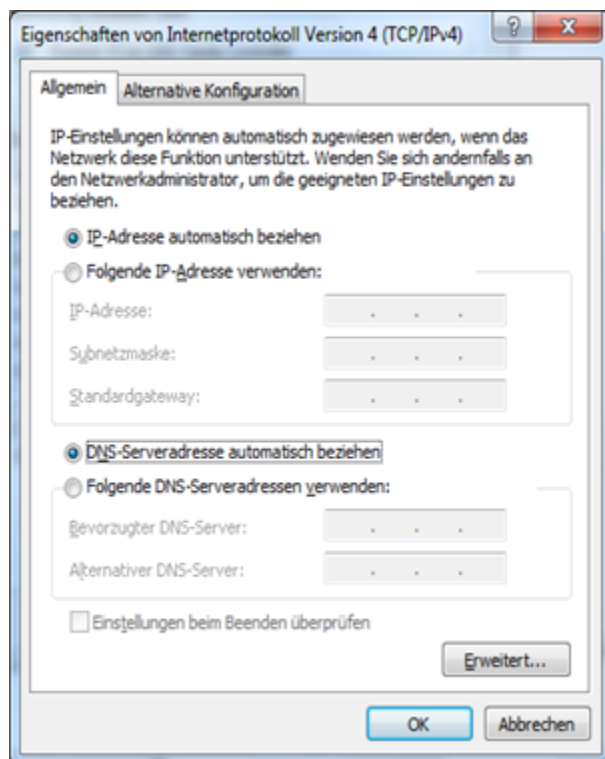 Eigenschaften von Internetprotokoll Version 4 (TCP/IPv4)
Allgemein
Alternative Konfiguration
IP-Einstellungen können automatisch zugewiesen werden, wenn das
Netzwerk diese Funktion unterstützt. Wenden Sie sich andernfalls an
den Netzwerkadministrator, um die geeigneten IP-Einstellungen zu
beziehen.
IP-Adresse automatisch beziehen
Folgende IP-Adresse verwenden:
IP-Adresse:
Subnetzmaske:
Standardgateway:
DNS-Serveradresse automatisch beziehen
Folgende DNS-Serveradressen verwenden:
Bevorzugter DNS-Server:
Alternativer DNS-Server:
Einstellungen beim Beenden überprüfen
Erweitert...
OK
Abbrechen